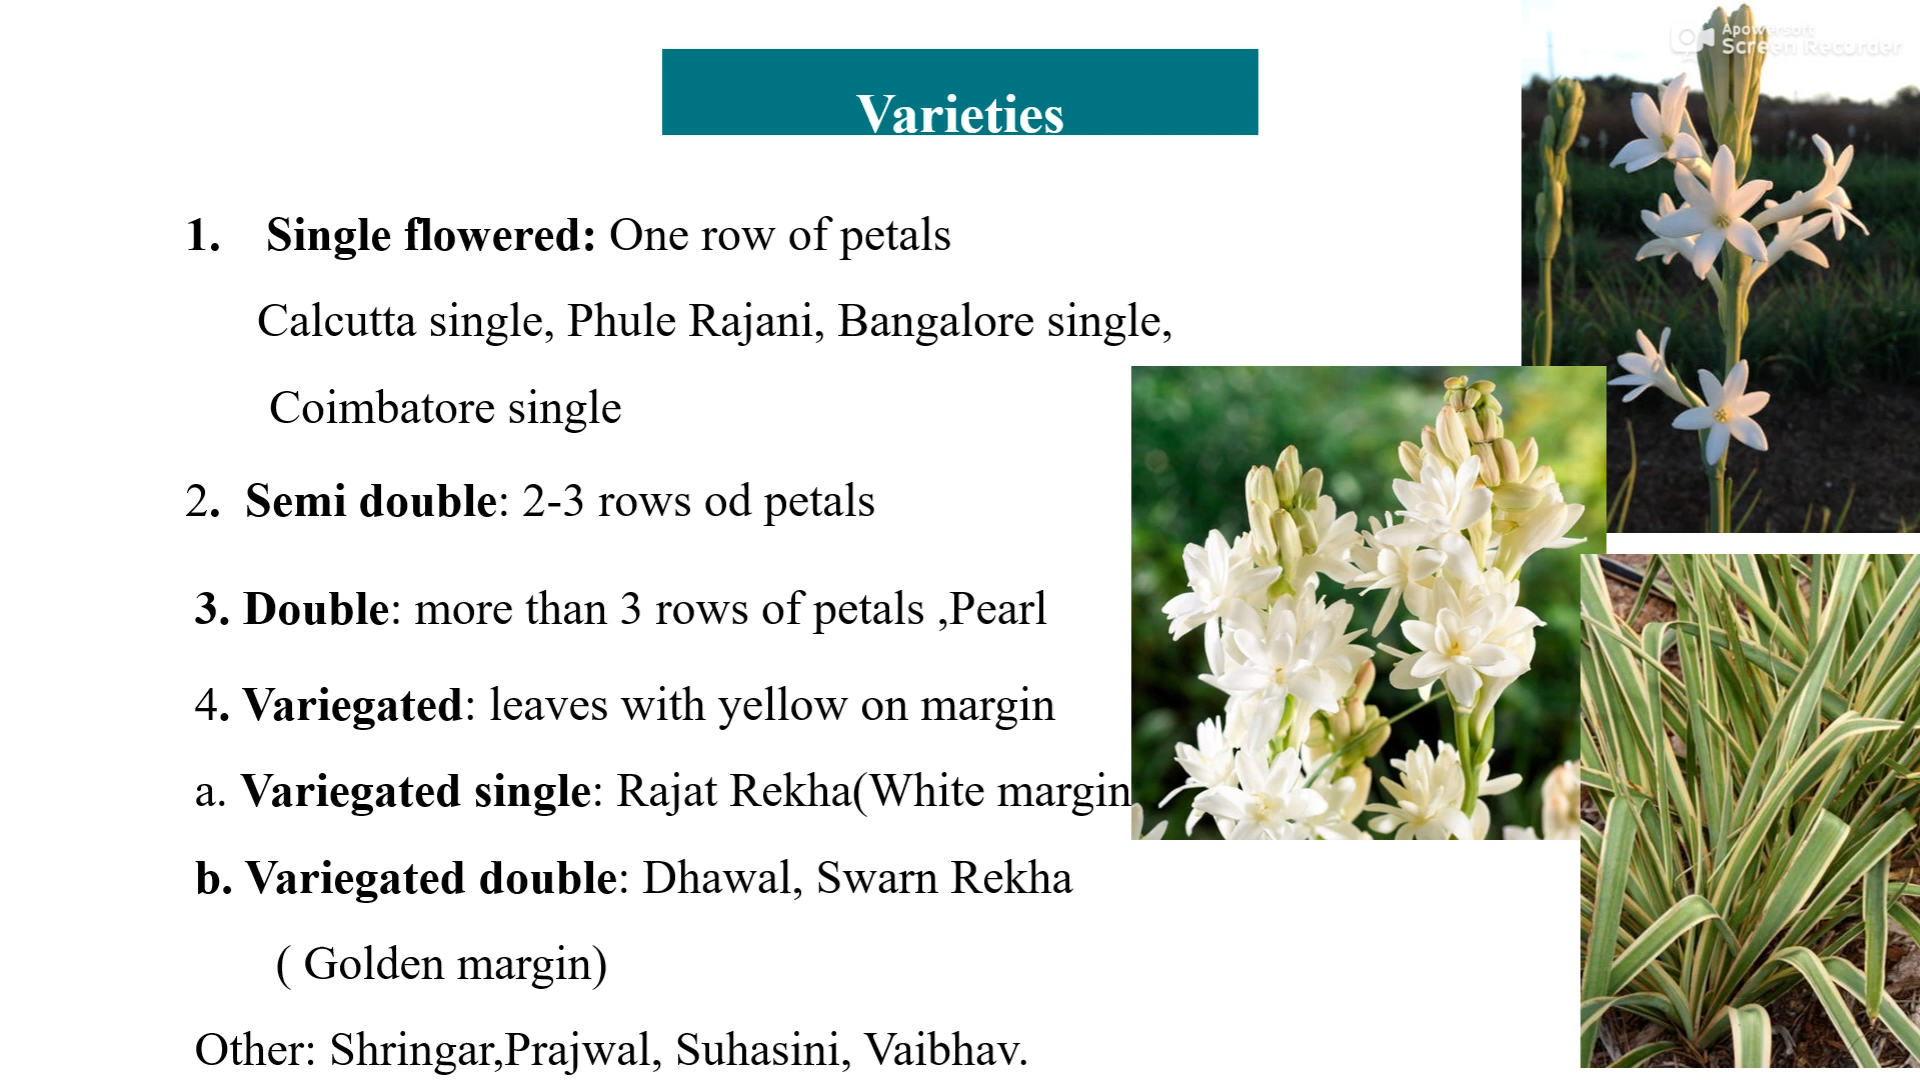 Apowersoft
Screen Recorder
Varieties
1. Single flowered: One row of petals
Calcutta single, Phule Rajani, Bangalore single,
Coimbatore single
2. Semi double: 2-3 rows od petals
3. Double: more than 3 rows of petals ,Pearl
4. Variegated: leaves with yellow on margin
a. Variegated single: Rajat Rekha(White margin
b. Variegated double: Dhawal, Swarn Rekha
( Golden margin)
Other: Shringar,Prajwal, Suhasini, Vaibhav.